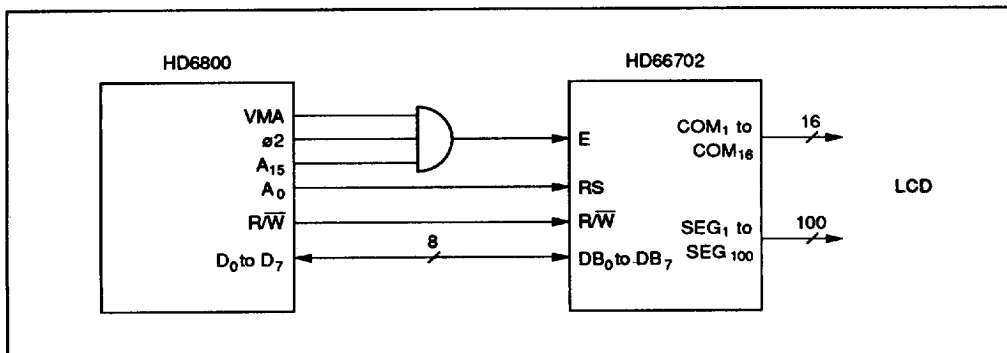 HD6800
HD66702
VMA
ø2
A15
A0
R/W̅
D0 to D7
8
E
RS
R/W̅
DB0 to DB7
COM1 to
COM16
SEG1 to
SEG100
16
100
LCD